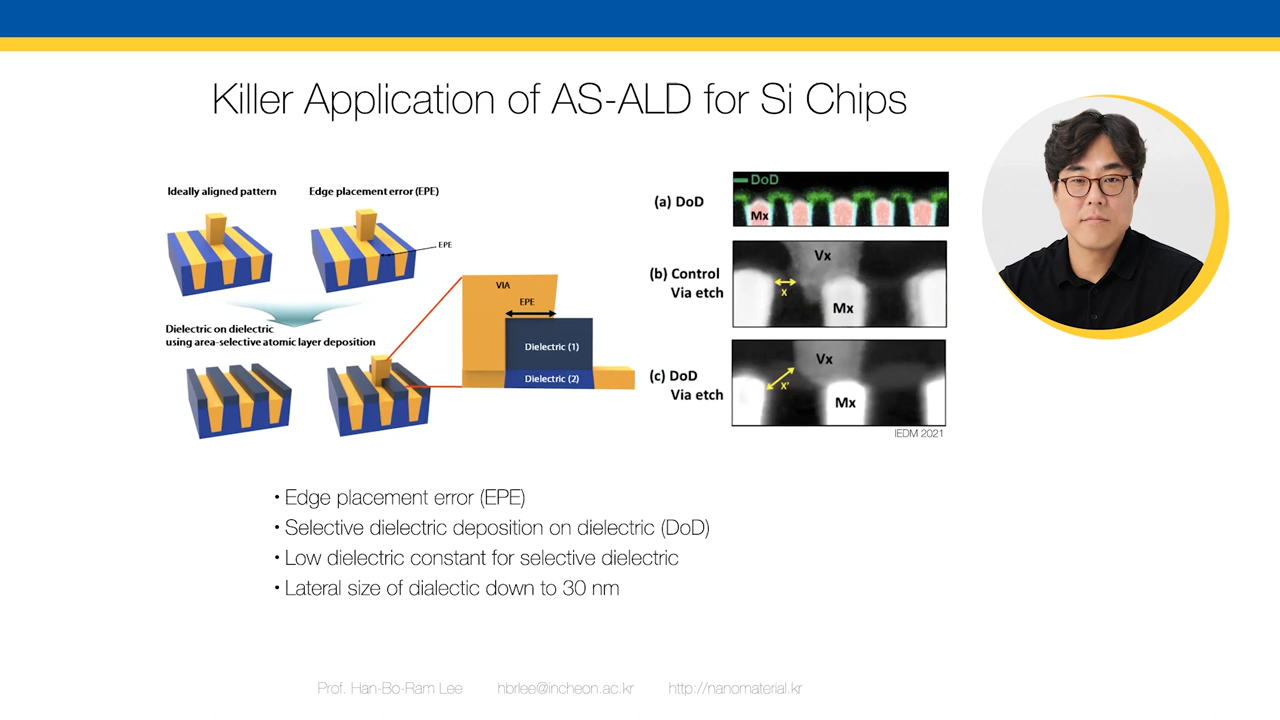 Killer Application of AS-ALD for Si Chips
Ideally aligned pattern
Edge placement error (EPE)
EPE
Dielectric on dielectric
using area-selective atomic layer deposition
VIA
EPE
Dielectric (1)
Dielectric (2)
(a) DoD
DoD
Mx
(b) Control
Via etch
Vx
x
Mx
(c) DoD
Via etch
Vx
x'
Mx
IEDM 2021
• Edge placement error (EPE)
• Selective dielectric deposition on dielectric (DoD)
• Low dielectric constant for selective dielectric
• Lateral size of dialectic down to 30 nm
Prof. Han-Bo-Ram Lee hbrlee@incheon.ac.kr http://nanomaterial.kr